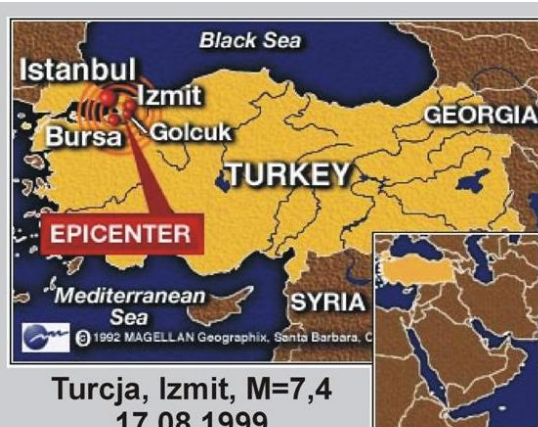 Black Sea
Istanbul
Izmit
GEORGIA
Bursa
Golcuk
TURKEY
EPICENTER
Mediterranean
Sea
SYRIA
© 1992 MAGELLAN Geographix, Santa Barbara, C
Turcja, Izmit, M=7,4
17.08.1999